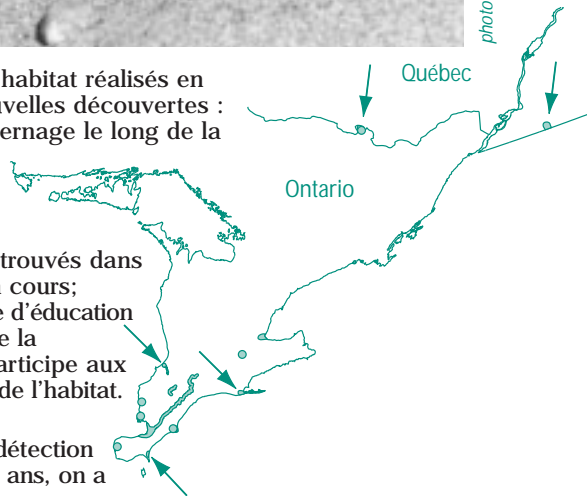 photo
habitat réalisés en
uvelles découvertes :
ernage le long de la
Québec
Ontario
trouvés dans
cours;
d'éducation
e la
articipe aux
de l'habitat.
détection
ans, on a